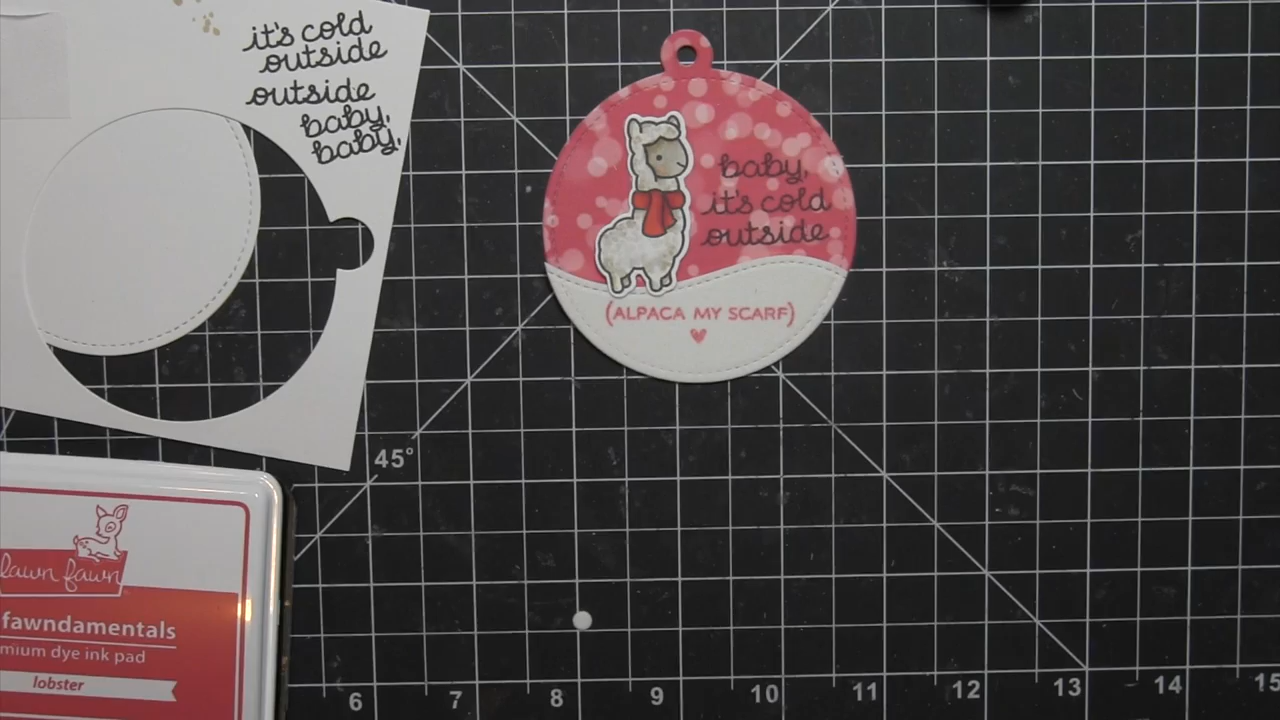 it's cold
outside
outside
baby,
baby,
baby,
it's cold
outside
(ALPACA MY SCARF)
45°
lawn fawn
fawndamentals
mium dye ink pad
lobster
6 7 8 9 10 11 12 13 14 15